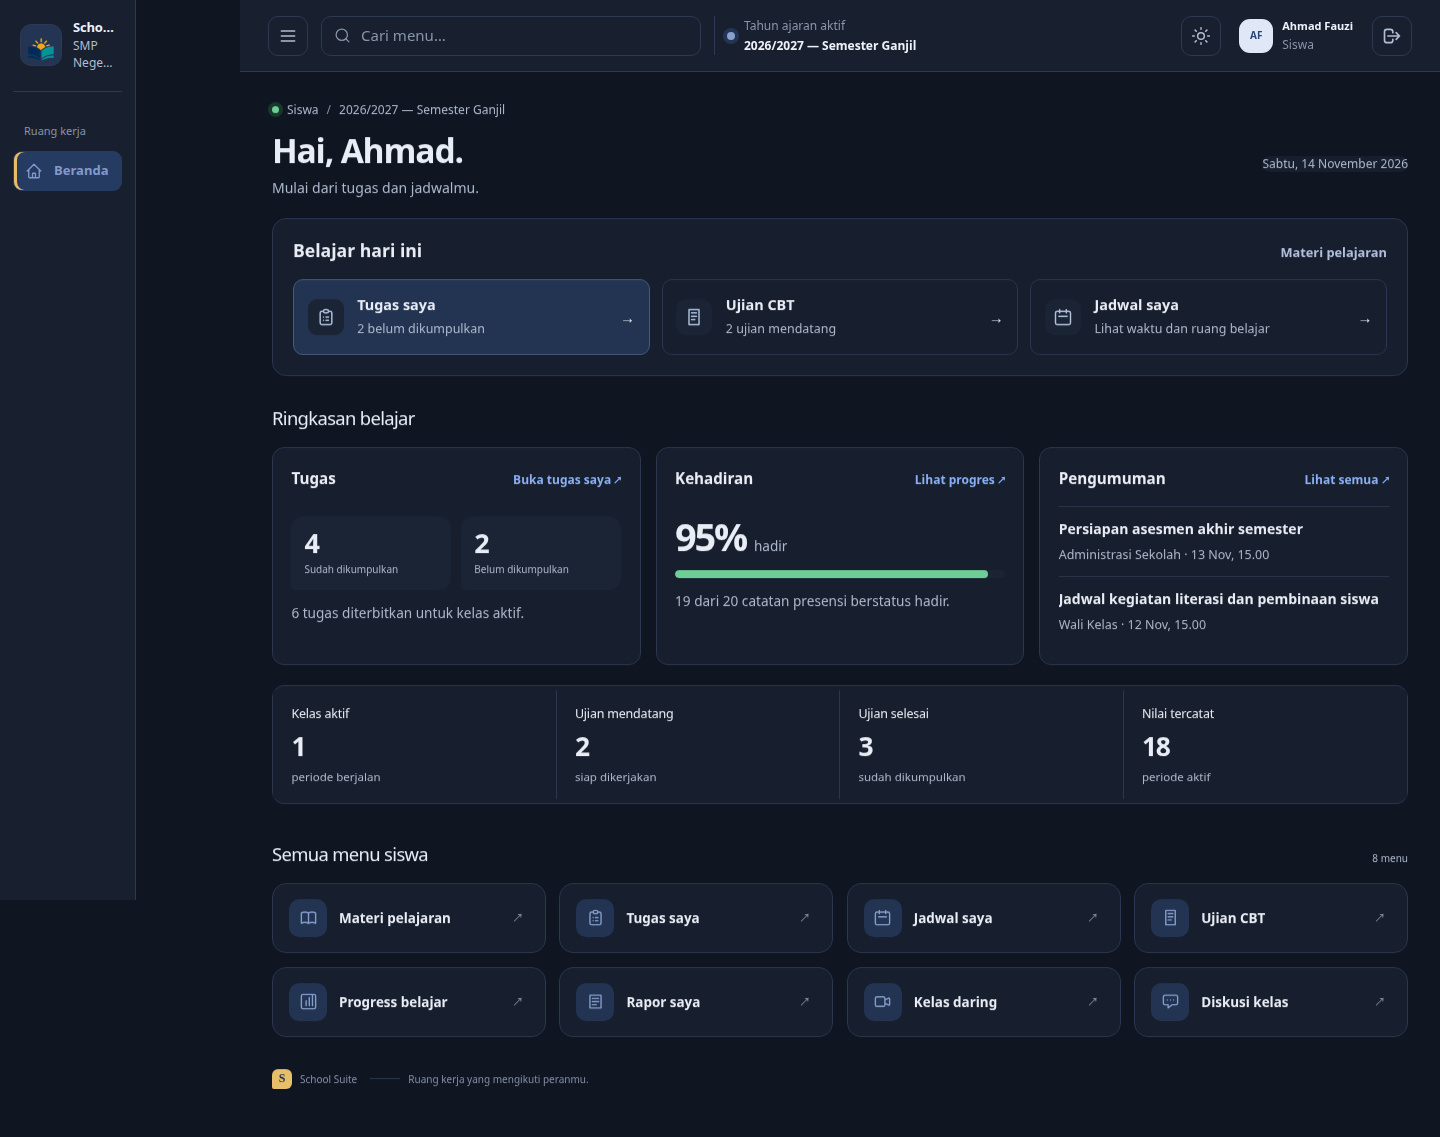 Scho...
SMP
Nege...
Ruang kerja
Beranda
Cari menu...
Tahun ajaran aktif
2026/2027 — Semester Ganjil
AF
Ahmad Fauzi
Siswa
Siswa / 2026/2027 — Semester Ganjil
Hai, Ahmad.
Mulai dari tugas dan jadwalmu.
Sabtu, 14 November 2026
Belajar hari ini
Materi pelajaran
Tugas saya
2 belum dikumpulkan
→
Ujian CBT
2 ujian mendatang
→
Jadwal saya
Lihat waktu dan ruang belajar
→
Ringkasan belajar
Tugas
Buka tugas saya ↗
4
Sudah dikumpulkan
2
Belum dikumpulkan
6 tugas diterbitkan untuk kelas aktif.
Kehadiran
Lihat progres ↗
95% hadir
19 dari 20 catatan presensi berstatus hadir.
Pengumuman
Lihat semua ↗
Persiapan asesmen akhir semester
Administrasi Sekolah · 13 Nov, 15.00
Jadwal kegiatan literasi dan pembinaan siswa
Wali Kelas · 12 Nov, 15.00
Kelas aktif
1
periode berjalan
Ujian mendatang
2
siap dikerjakan
Ujian selesai
3
sudah dikumpulkan
Nilai tercatat
18
periode aktif
Semua menu siswa
8 menu
Materi pelajaran ↗
Tugas saya ↗
Jadwal saya ↗
Ujian CBT ↗
Progress belajar ↗
Rapor saya ↗
Kelas daring ↗
Diskusi kelas ↗
S
School Suite
Ruang kerja yang mengikuti peranmu.